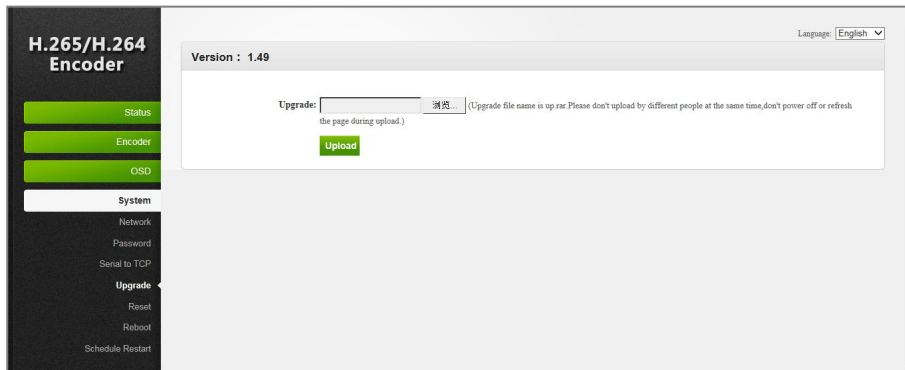 H.265/H.264
Encoder
Language: English
Version： 1.49
Status
Encoder
OSD
System
Network
Password
Serial to TCP
Upgrade
Reset
Reboot
Schedule Restart
Upgrade: 浏览... (Upgrade file name is up.rar.Please don't upload by different people at the same time,don't power off or refresh
the page during upload.)
Upload